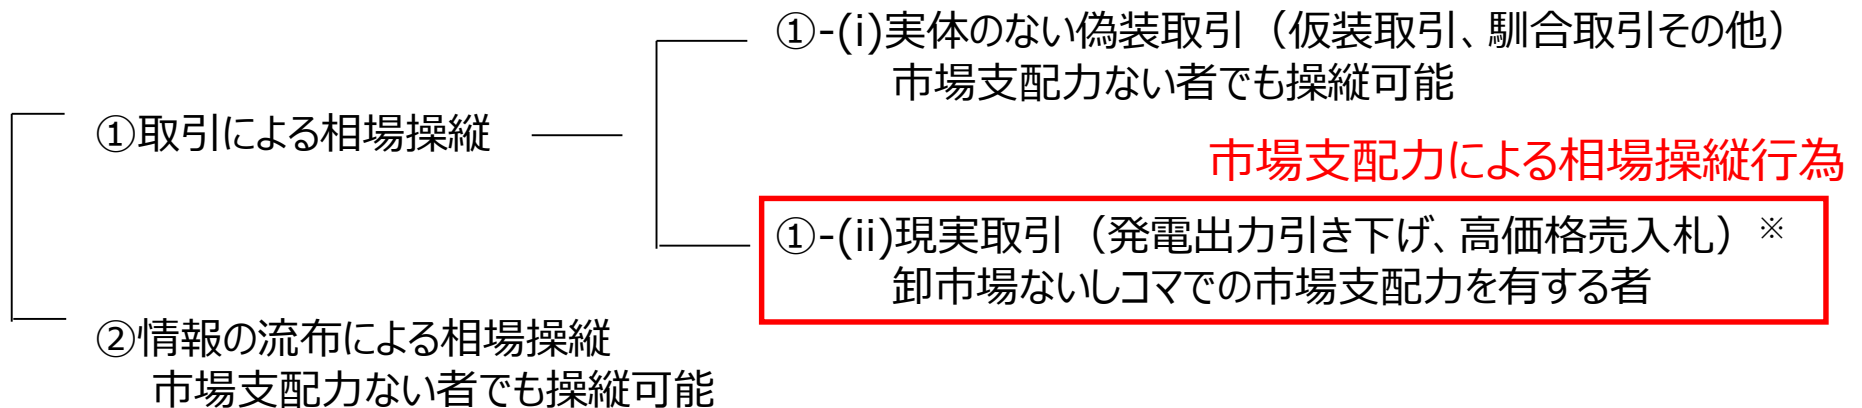 ①-(i)実体のない偽装取引（仮装取引、馴合取引その他）
市場支配力ない者でも操縦可能
①取引による相場操縦
市場支配力による相場操縦行為
①-(ii)現実取引（発電出力引き下げ、高価格売入札）※
卸市場ないしコマでの市場支配力を有する者
②情報の流布による相場操縦
市場支配力ない者でも操縦可能